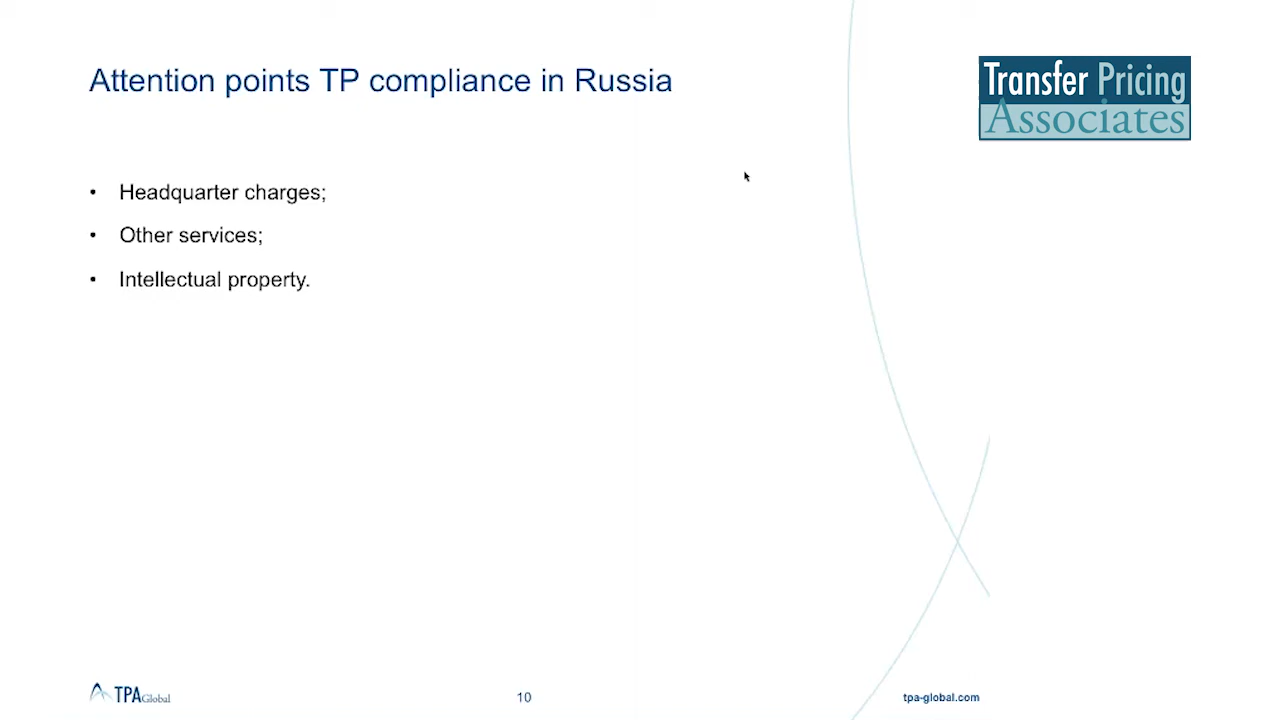 Attention points TP compliance in Russia
Transfer Pricing
Associates
• Headquarter charges;
• Other services;
• Intellectual property.
TPA Global
10
tpa-global.com